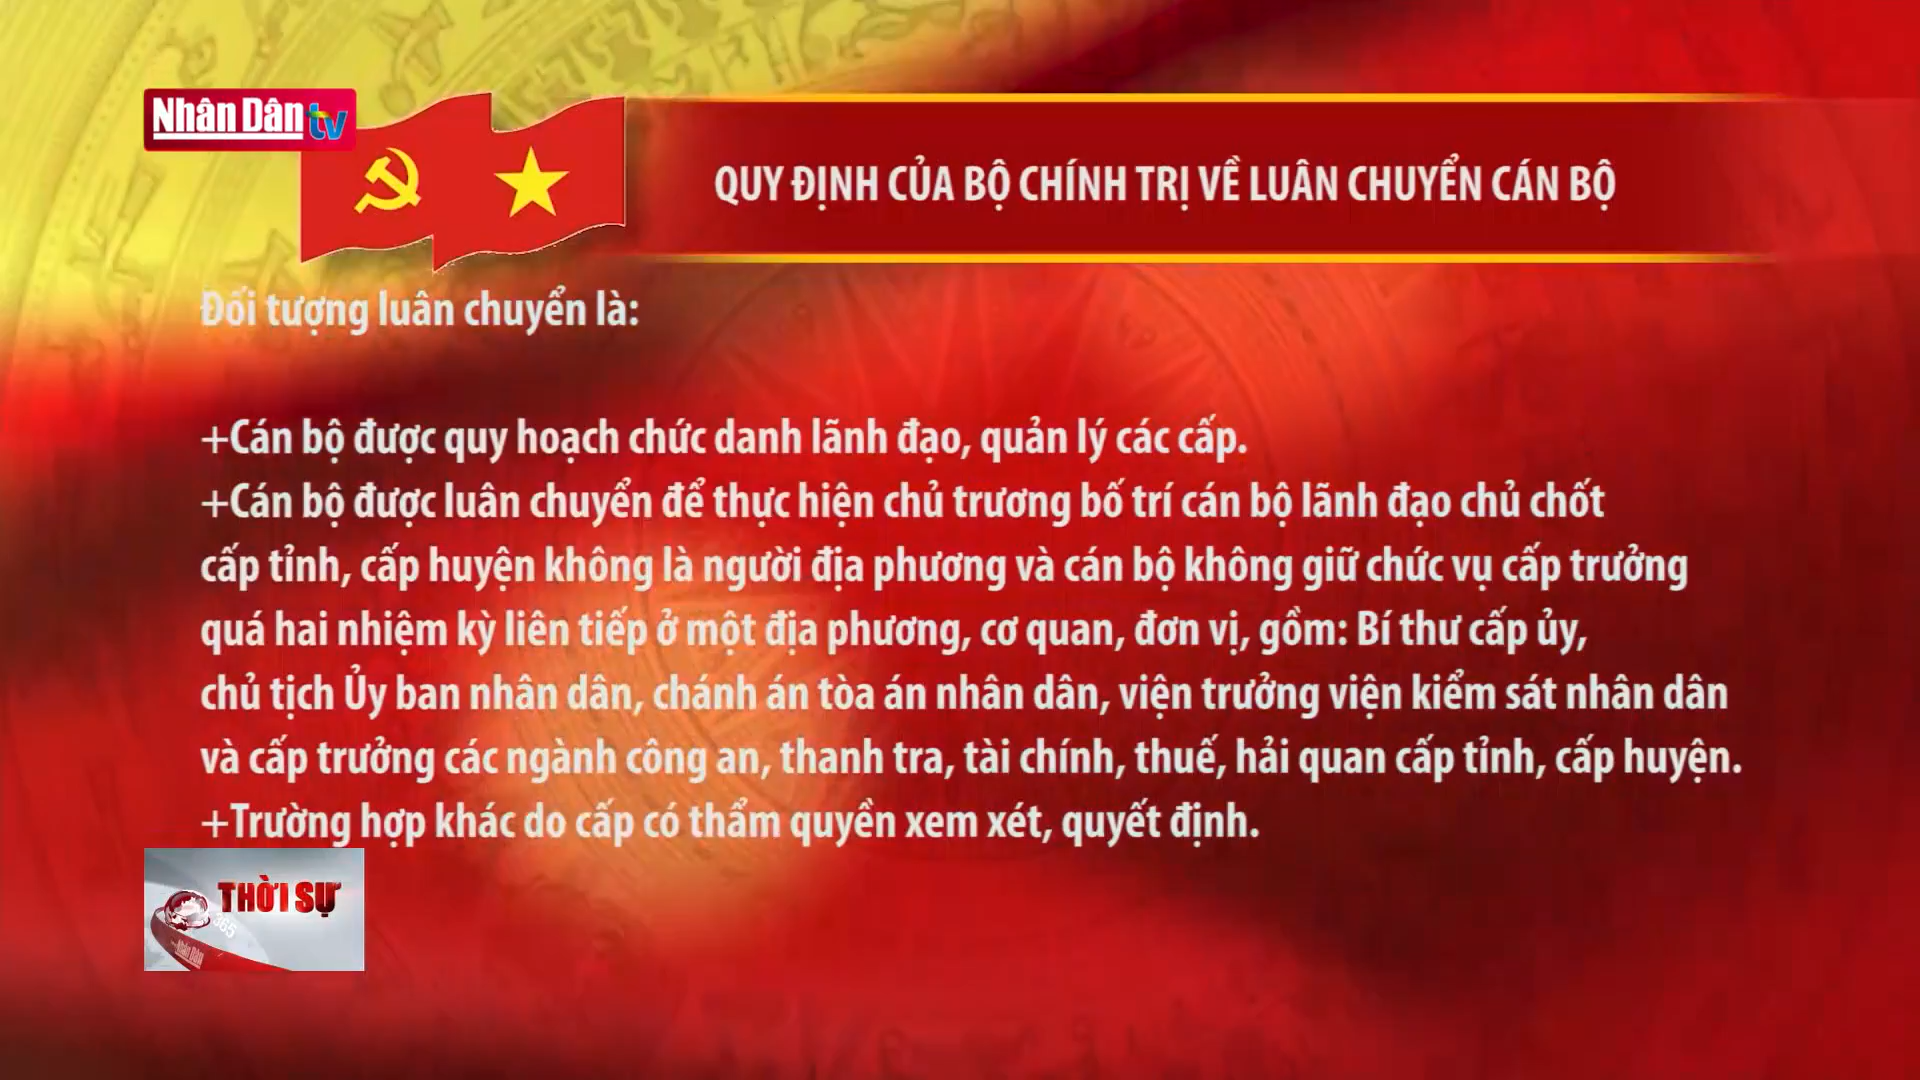 Nhân Dân tv
QUY ĐỊNH CỦA BỘ CHÍNH TRỊ VỀ LUÂN CHUYỂN CÁN BỘ
Đối tượng luân chuyển là:
+Cán bộ được quy hoạch chức danh lãnh đạo, quản lý các cấp.
+Cán bộ được luân chuyển để thực hiện chủ trương bố trí cán bộ lãnh đạo chủ chốt
cấp tỉnh, cấp huyện không là người địa phương và cán bộ không giữ chức vụ cấp trưởng
quá hai nhiệm kỳ liên tiếp ở một địa phương, cơ quan, đơn vị, gồm: Bí thư cấp ủy,
chủ tịch Ủy ban nhân dân, chánh án tòa án nhân dân, viện trưởng viện kiểm sát nhân dân
và cấp trưởng các ngành công an, thanh tra, tài chính, thuế, hải quan cấp tỉnh, cấp huyện.
+Trường hợp khác do cấp có thẩm quyền xem xét, quyết định.
THỜI SỰ
365
Nhân Dân